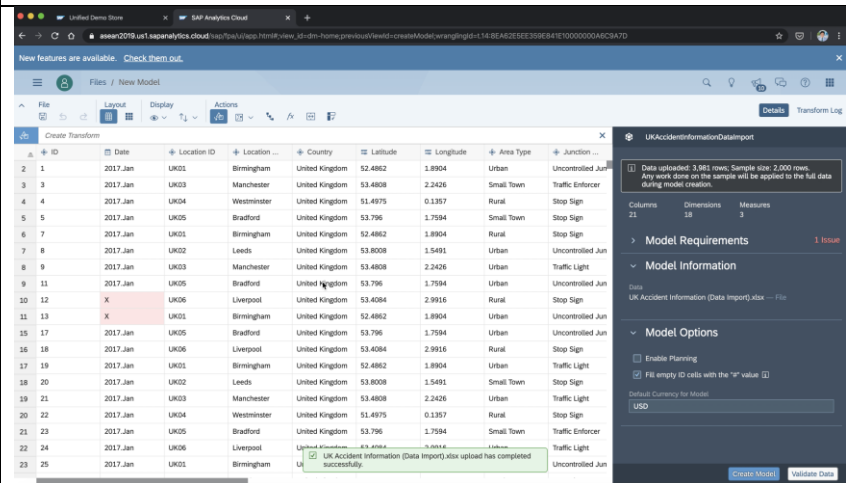 Unified Demo Store
SAP Analytics Cloud
asean2019.us1.sapanalytics.cloud/sap/fpa/ui/app.html#;view_id=dm-home;previousViewId=createModel;wranglingId=t.14:8EA62E5EE359E841E10000000A6C9A7D
New features are available. Check them out.
Files / New Model
File Layout Display Actions
Details Transform Log
Create Transform
UKAccidentInformationDataImport
ID Date Location ID Location ... Country Latitude Longitude Area Type Junction ...
2 1 2017.Jan UK01 Birmingham United Kingdom 52.4862 1.8904 Urban Uncontrolled Jun
3 3 2017.Jan UK03 Manchester United Kingdom 53.4808 2.2426 Small Town Traffic Enforcer
4 4 2017.Jan UK04 Westminster United Kingdom 51.4975 0.1357 Rural Stop Sign
5 5 2017.Jan UK05 Bradford United Kingdom 53.796 1.7594 Small Town Stop Sign
6 7 2017.Jan UK01 Birmingham United Kingdom 52.4862 1.8904 Rural Stop Sign
7 8 2017.Jan UK02 Leeds United Kingdom 53.8008 1.5491 Urban Uncontrolled Jun
8 9 2017.Jan UK03 Manchester United Kingdom 53.4808 2.2426 Urban Traffic Light
9 11 2017.Jan UK05 Bradford United Kingdom 53.796 1.7594 Urban Uncontrolled Jun
10 12 X UK06 Liverpool United Kingdom 53.4084 2.9916 Rural Stop Sign
11 13 X UK01 Birmingham United Kingdom 52.4862 1.8904 Urban Uncontrolled Jun
15 17 2017.Jan UK05 Bradford United Kingdom 53.796 1.7594 Urban Uncontrolled Jun
16 18 2017.Jan UK06 Liverpool United Kingdom 53.4084 2.9916 Rural Stop Sign
17 19 2017.Jan UK01 Birmingham United Kingdom 52.4862 1.8904 Urban Traffic Light
18 20 2017.Jan UK02 Leeds United Kingdom 53.8008 1.5491 Small Town Stop Sign
19 21 2017.Jan UK03 Manchester United Kingdom 53.4808 2.2426 Urban Traffic Light
20 22 2017.Jan UK04 Westminster United Kingdom 51.4975 0.1357 Rural Stop Sign
21 23 2017.Jan UK05 Bradford United Kingdom 53.796 1.7594 Small Town Traffic Enforcer
22 24 2017.Jan UK06 Liverpool United Kingdom 53.4084 2.9916 Urban Traffic Light
23 25 2017.Jan UK01 Birmingham Uncontrolled Jun
UK Accident Information (Data Import).xlsx upload has completed
successfully.
Data uploaded: 3,981 rows; Sample size: 2,000 rows.
Any work done on the sample will be applied to the full data
during model creation.
Columns Dimensions Measures
21 18 3
Model Requirements 1 Issue
Model Information
Data
UK Accident Information (Data Import).xlsx — File
Model Options
Enable Planning
Fill empty ID cells with the "#" value
Default Currency for Model
USD
Create Model Validate Data